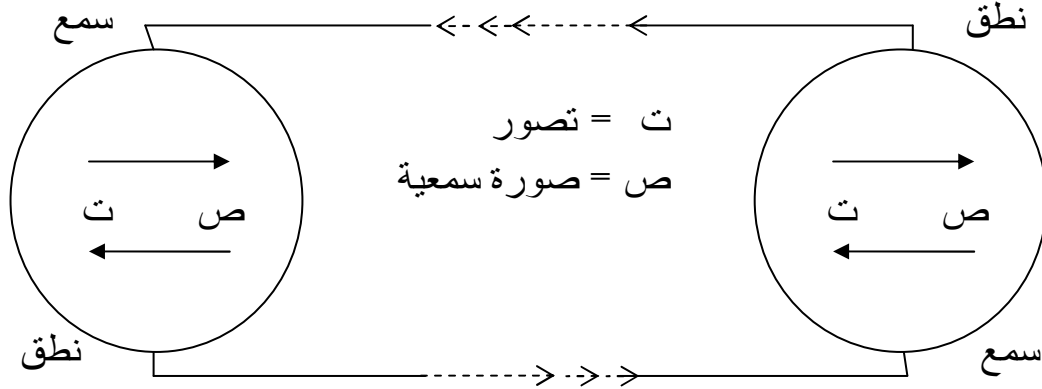 نطق
سمع
ت = تصور
ص = صورة سمعية
ص ت
ص ت
سمع
نطق